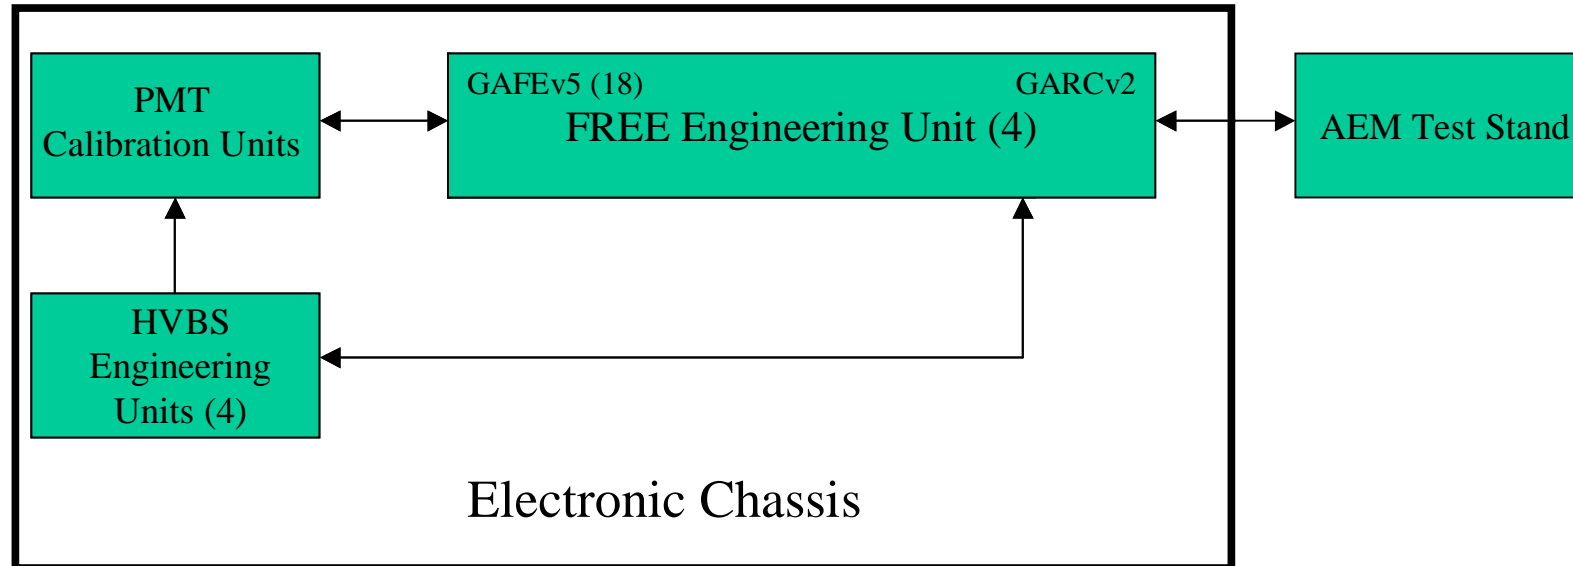 PMT
Calibration Units
GAFEv5 (18)
GARCv2
FREE Engineering Unit (4)
AEM Test Stand
HVBS
Engineering
Units (4)
Electronic Chassis